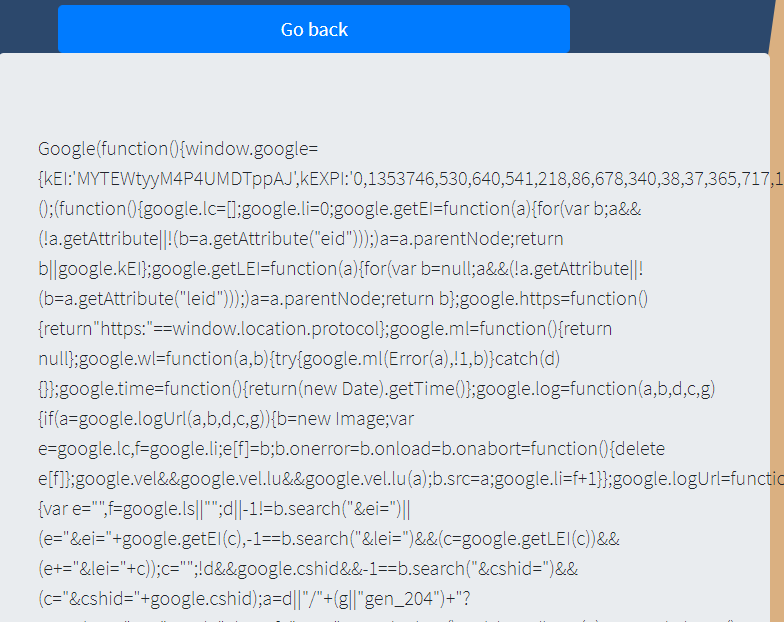 Go back
Google(function(){window.google=
{kEI:'MYTEWtyyM4P4UMDTppAJ',kEXPI:'0,1353746,530,640,541,218,86,678,340,38,37,365,717,1
();(function(){google.lc=[];google.li=0;google.getEI=function(a){for(var b;a&&
(!a.getAttribute||!(b=a.getAttribute("eid")));)a=a.parentNode;return
b||google.kEI};google.getLEI=function(a){for(var b=null;a&&(!a.getAttribute||!
(b=a.getAttribute("leid")));)a=a.parentNode;return b};google.https=function()
{return"https:"==window.location.protocol};google.ml=function(){return
null};google.wl=function(a,b){try{google.ml(Error(a),!1,b)}catch(d)
{}};google.time=function(){return(new Date).getTime()};google.log=function(a,b,d,c,g)
{if(a=google.logUrl(a,b,d,c,g)){b=new Image;var
e=google.lc,f=google.li;e[f]=b;b.onerror=b.onload=b.onabort=function(){delete
e[f]};google.vel&&google.vel.lu&&google.vel.lu(a);b.src=a;google.li=f+1}};google.logUrl=functio
{var e="",f=google.ls||"";d||-1!=b.search("&ei=")||
(e="&ei="+google.getEI(c),-1==b.search("&lei=")&&(c=google.getLEI(c))&&
(e+="&lei="+c));c="";!d&&google.cshid&&-1==b.search("&cshid=")&&
(c="&cshid="+google.cshid);a=d||"/"+(g||"gen_204")+"?